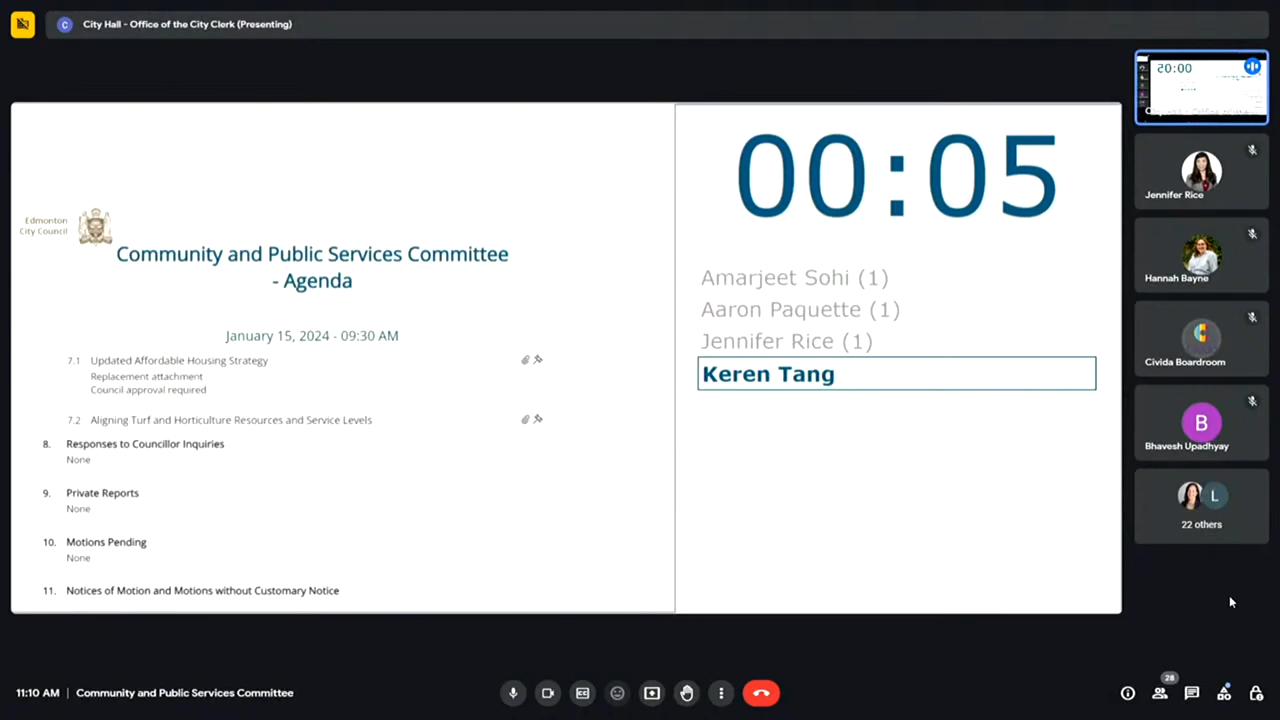 City Hall - Office of the City Clerk (Presenting)
Edmonton
City Council
Community and Public Services Committee
- Agenda
January 15, 2024 - 09:30 AM
7.1 Updated Affordable Housing Strategy
Replacement attachment
Council approval required
7.2 Aligning Turf and Horticulture Resources and Service Levels
8. Responses to Councillor Inquiries
None
9. Private Reports
None
10. Motions Pending
None
11. Notices of Motion and Motions without Customary Notice
00:05
Amarjeet Sohi (1)
Aaron Paquette (1)
Jennifer Rice (1)
Keren Tang
Jennifer Rice
Hannah Bayne
Civida Boardroom
B
Bhavesh Upadhyay
L
22 others
11:10 AM | Community and Public Services Committee
28